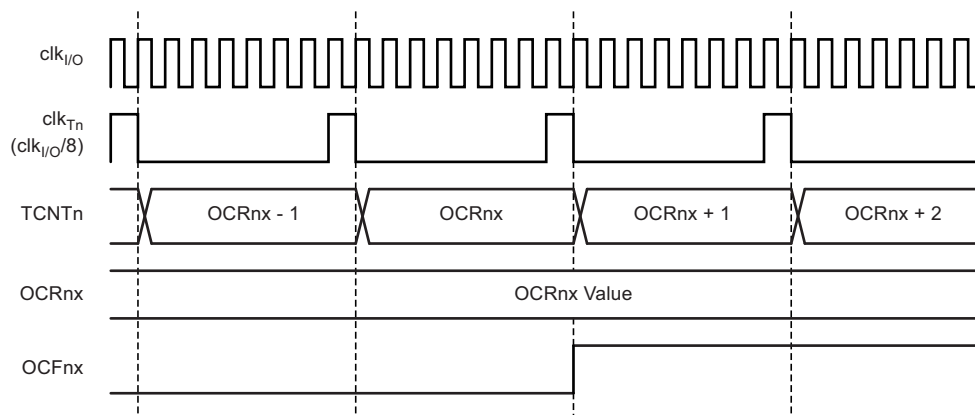 clkI/O
clkTn
(clkI/O/8)
TCNTn OCRnx - 1 OCRnx OCRnx + 1 OCRnx + 2
OCRnx OCRnx Value
OCFnx